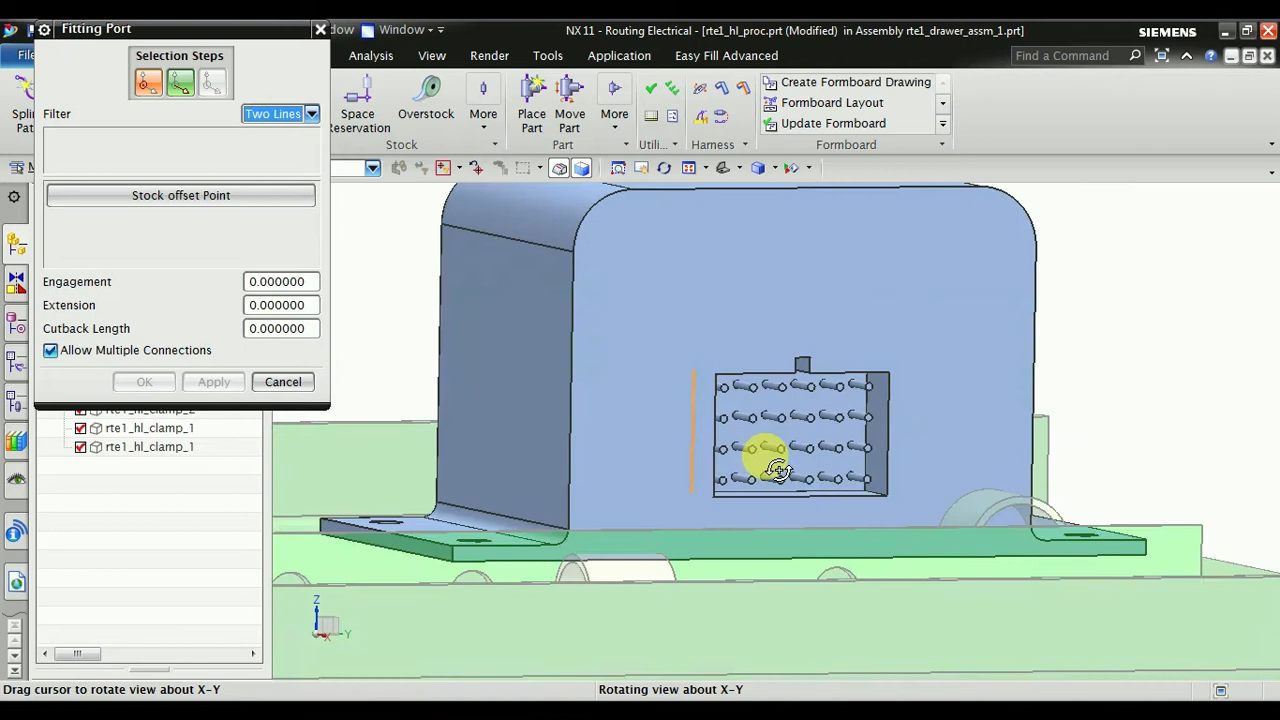 Fitting Port
dow
Window
NX 11 - Routing Electrical - [rte1_hl_proc.prt (Modified) in Assembly rte1_drawer_assm_1.prt]
SIEMENS
Fil
Analysis
View
Render
Tools
Application
Easy Fill Advanced
Find a Command
Selection Steps
Filter
Two Lines
Stock offset Point
Engagement
0.000000
Extension
0.000000
Cutback Length
0.000000
Allow Multiple Connections
OK
Apply
Cancel
Space
Reservation
Overstock
More
Stock
Place
Part
Move
Part
More
Part
Utili...
Harness
Create Formboard Drawing
Formboard Layout
Update Formboard
Formboard
rte1_hl_clamp_2
rte1_hl_clamp_1
rte1_hl_clamp_1
Z
X
Y
Drag cursor to rotate view about X-Y
Rotating view about X-Y